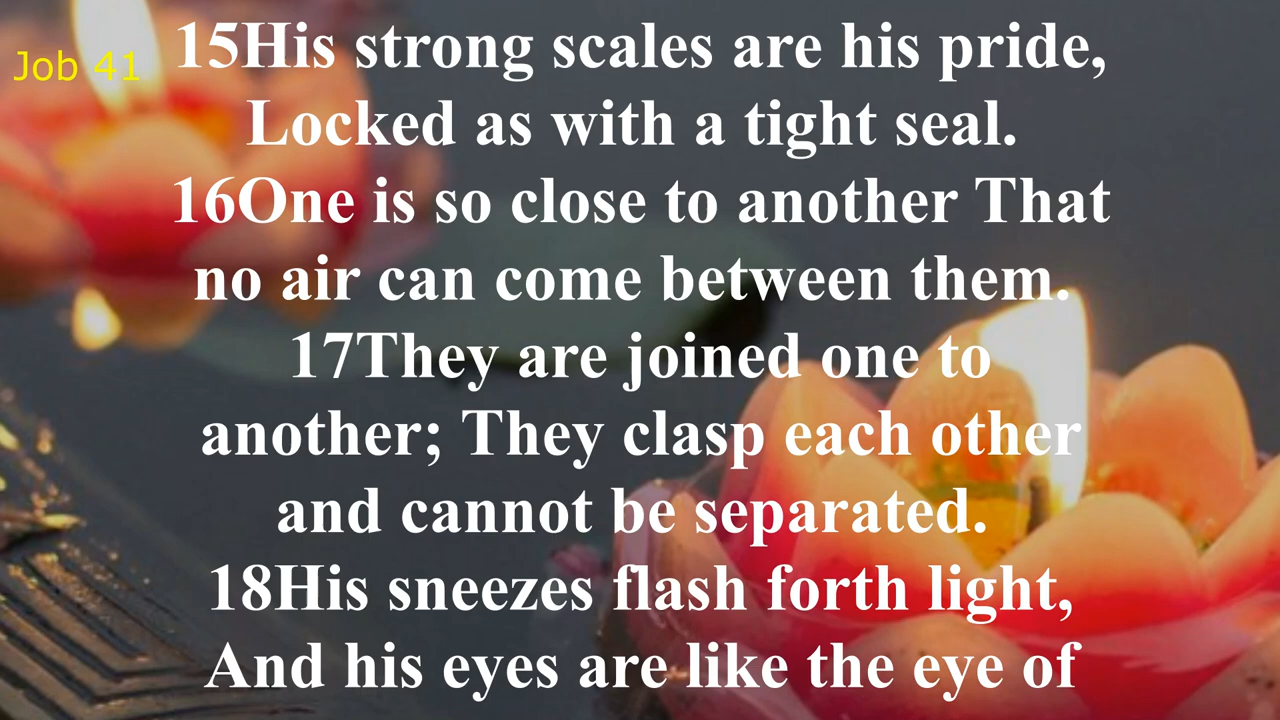 Job 41
15His strong scales are his pride,
Locked as with a tight seal.
16One is so close to another That
no air can come between them.
17They are joined one to
another; They clasp each other
and cannot be separated.
18His sneezes flash forth light,
And his eyes are like the eye of